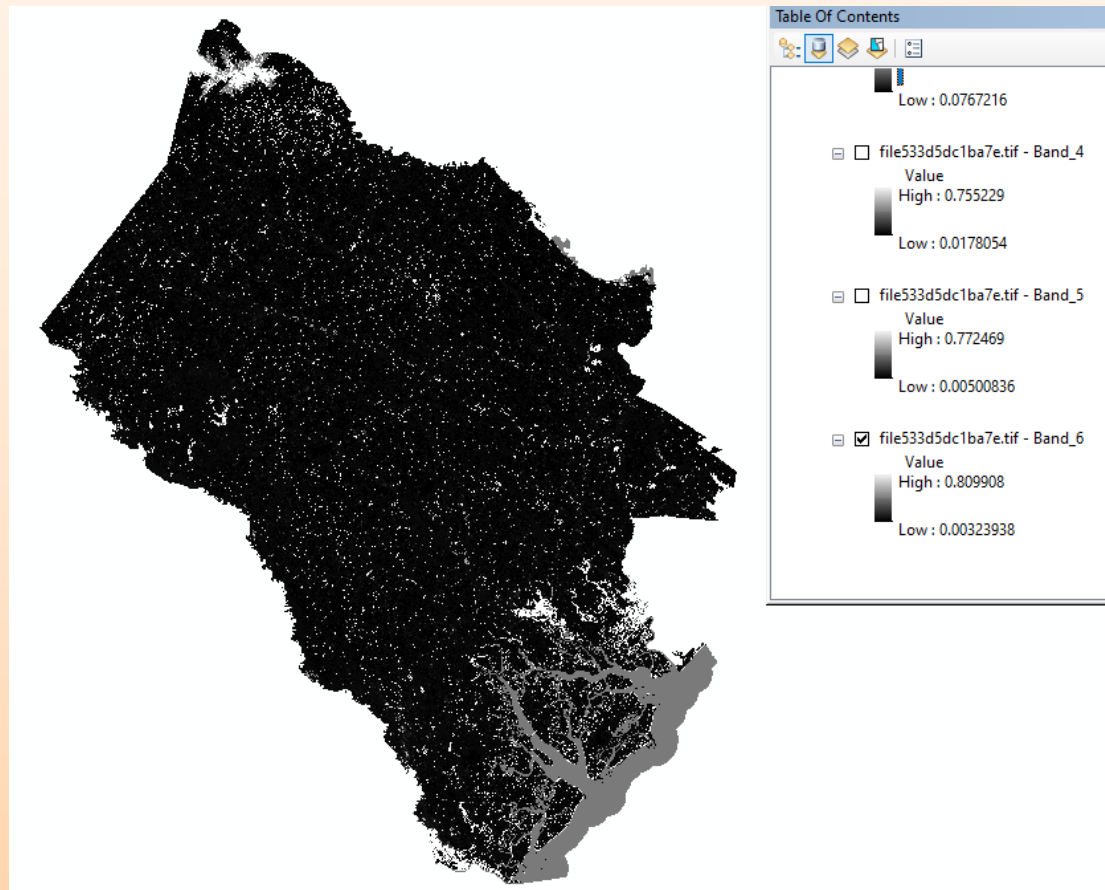 Table Of Contents
Low : 0.0767216
file533d5dc1ba7e.tif - Band_4
Value
High : 0.755229
Low : 0.0178054
file533d5dc1ba7e.tif - Band_5
Value
High : 0.772469
Low : 0.00500836
file533d5dc1ba7e.tif - Band_6
Value
High : 0.809908
Low : 0.00323938